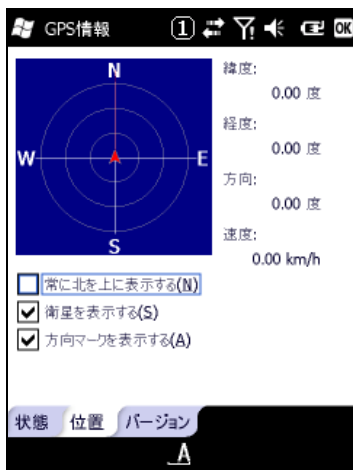 GPS情報 1 OK
N
W E
S
緯度:
0.00 度
経度:
0.00 度
方向:
0.00 度
速度:
0.00 km/h
常に北を上に表示する(N)
衛星を表示する(S)
方向マークを表示する(A)
状態 位置 バージョン
A